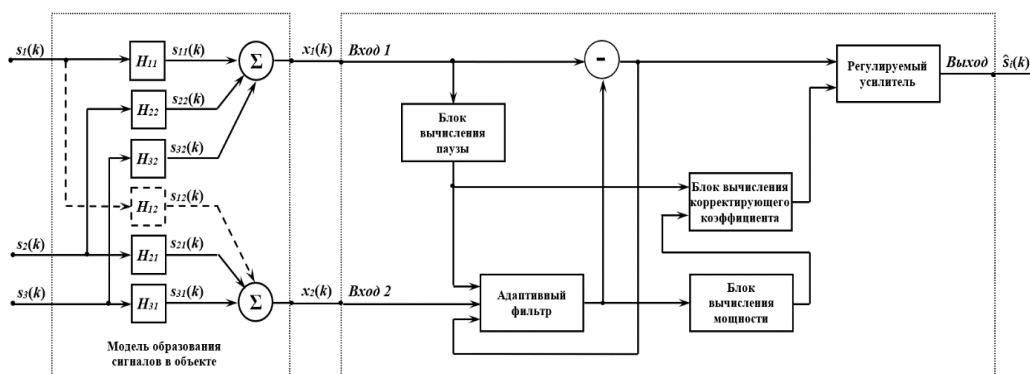 s₁(k)
H₁₁
s₁₁(k)
Σ
x₁(k)
Вход 1
-
Регулируемый
усилитель
Выход
ŝᵢ(k)
H₂₂
s₂₂(k)
Блок
вычисления
паузы
H₃₂
s₃₂(k)
H₁₂
s₁₂(k)
Блок вычисления
корректирующего
коэффициента
s₂(k)
H₂₁
s₂₁(k)
s₃(k)
H₃₁
s₃₁(k)
Σ
x₂(k)
Вход 2
Адаптивный
фильтр
Блок
вычисления
мощности
Модель образования
сигналов в объекте